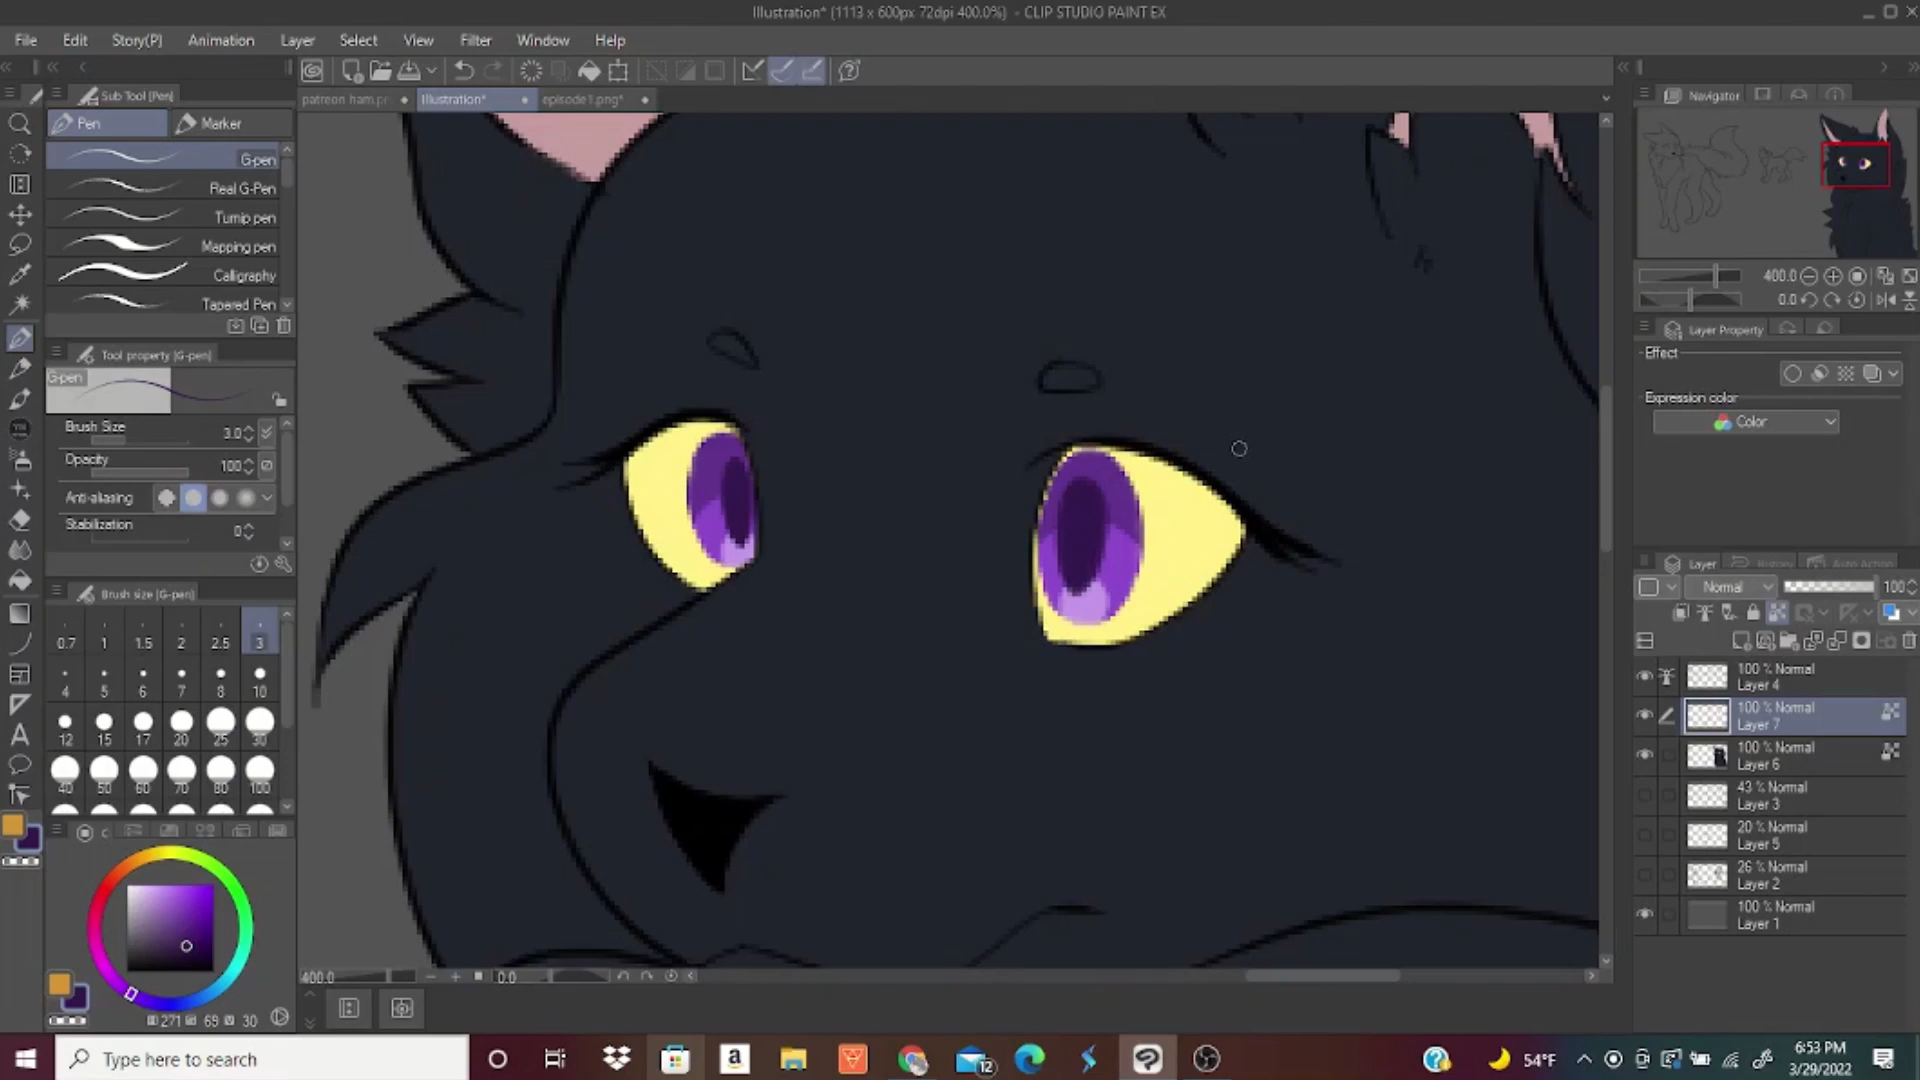 Illustration* (1113 x 600px 72dpi 400.0%) - CLIP STUDIO PAINT EX
File Edit Story(P) Animation Layer Select View Filter Window Help
Sub Tool [Pen]
patreon ham.pr Illustration* episode1.png*
Pen Marker
G-pen
Real G-Pen
Turnip pen
Mapping pen
Calligraphy
Tapered Pen
Tool property [G-pen]
G-pen
Brush Size 3.0
Opacity 100
Anti-aliasing
Stabilization 0
Brush size [G-pen]
0.7 1 1.5 2 2.5 3
4 5 6 7 8 10
12 15 17 20 25 30
40 50 60 70 80 100
271 69 30
400.0 0.0
Navigator
400.0
0.0
Layer Property
Effect
Expression color
Color
Layer History Auto Action
Normal 100
100 % Normal
Layer 4
100 % Normal
Layer 7
100 % Normal
Layer 6
43 % Normal
Layer 3
20 % Normal
Layer 5
26 % Normal
Layer 2
100 % Normal
Layer 1
Type here to search
12
54°F
6:53 PM
3/29/2022